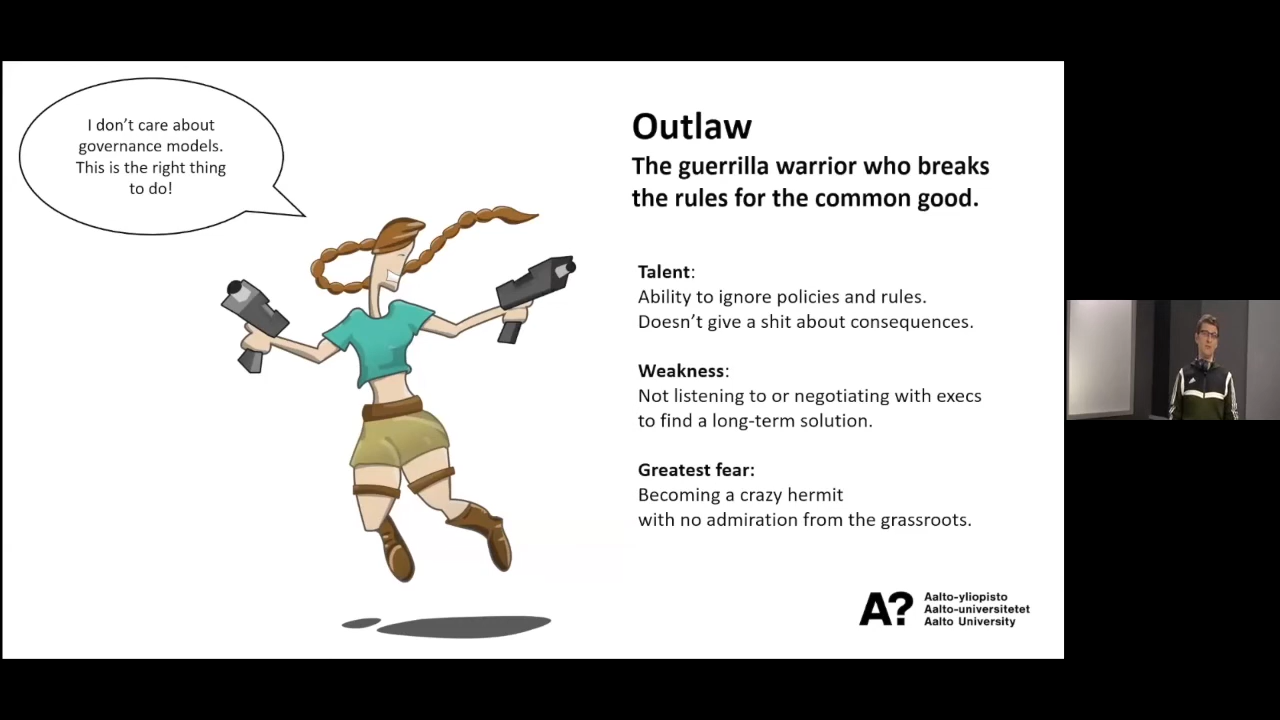 I don't care about
governance models.
This is the right thing
to do!
Outlaw
The guerrilla warrior who breaks
the rules for the common good.
Talent:
Ability to ignore policies and rules.
Doesn't give a shit about consequences.
Weakness:
Not listening to or negotiating with execs
to find a long-term solution.
Greatest fear:
Becoming a crazy hermit
with no admiration from the grassroots.
A?
Aalto-yliopisto
Aalto-universitetet
Aalto University